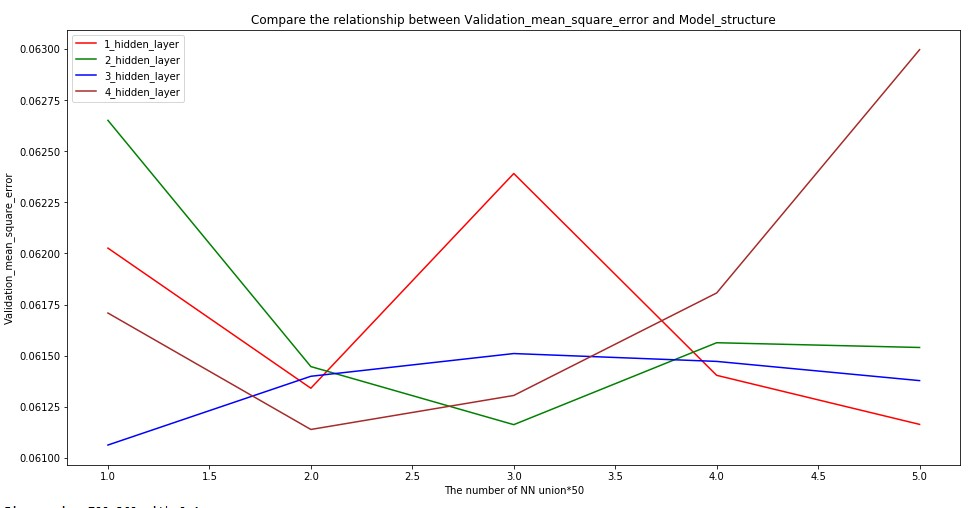 Compare the relationship between Validation_mean_square_error and Model_structure
1_hidden_layer
2_hidden_layer
3_hidden_layer
4_hidden_layer
Validation_mean_square_error
0.06300
0.06275
0.06250
0.06225
0.06200
0.06175
0.06150
0.06125
0.06100
1.0 1.5 2.0 2.5 3.0 3.5 4.0 4.5 5.0
The number of NN union*50